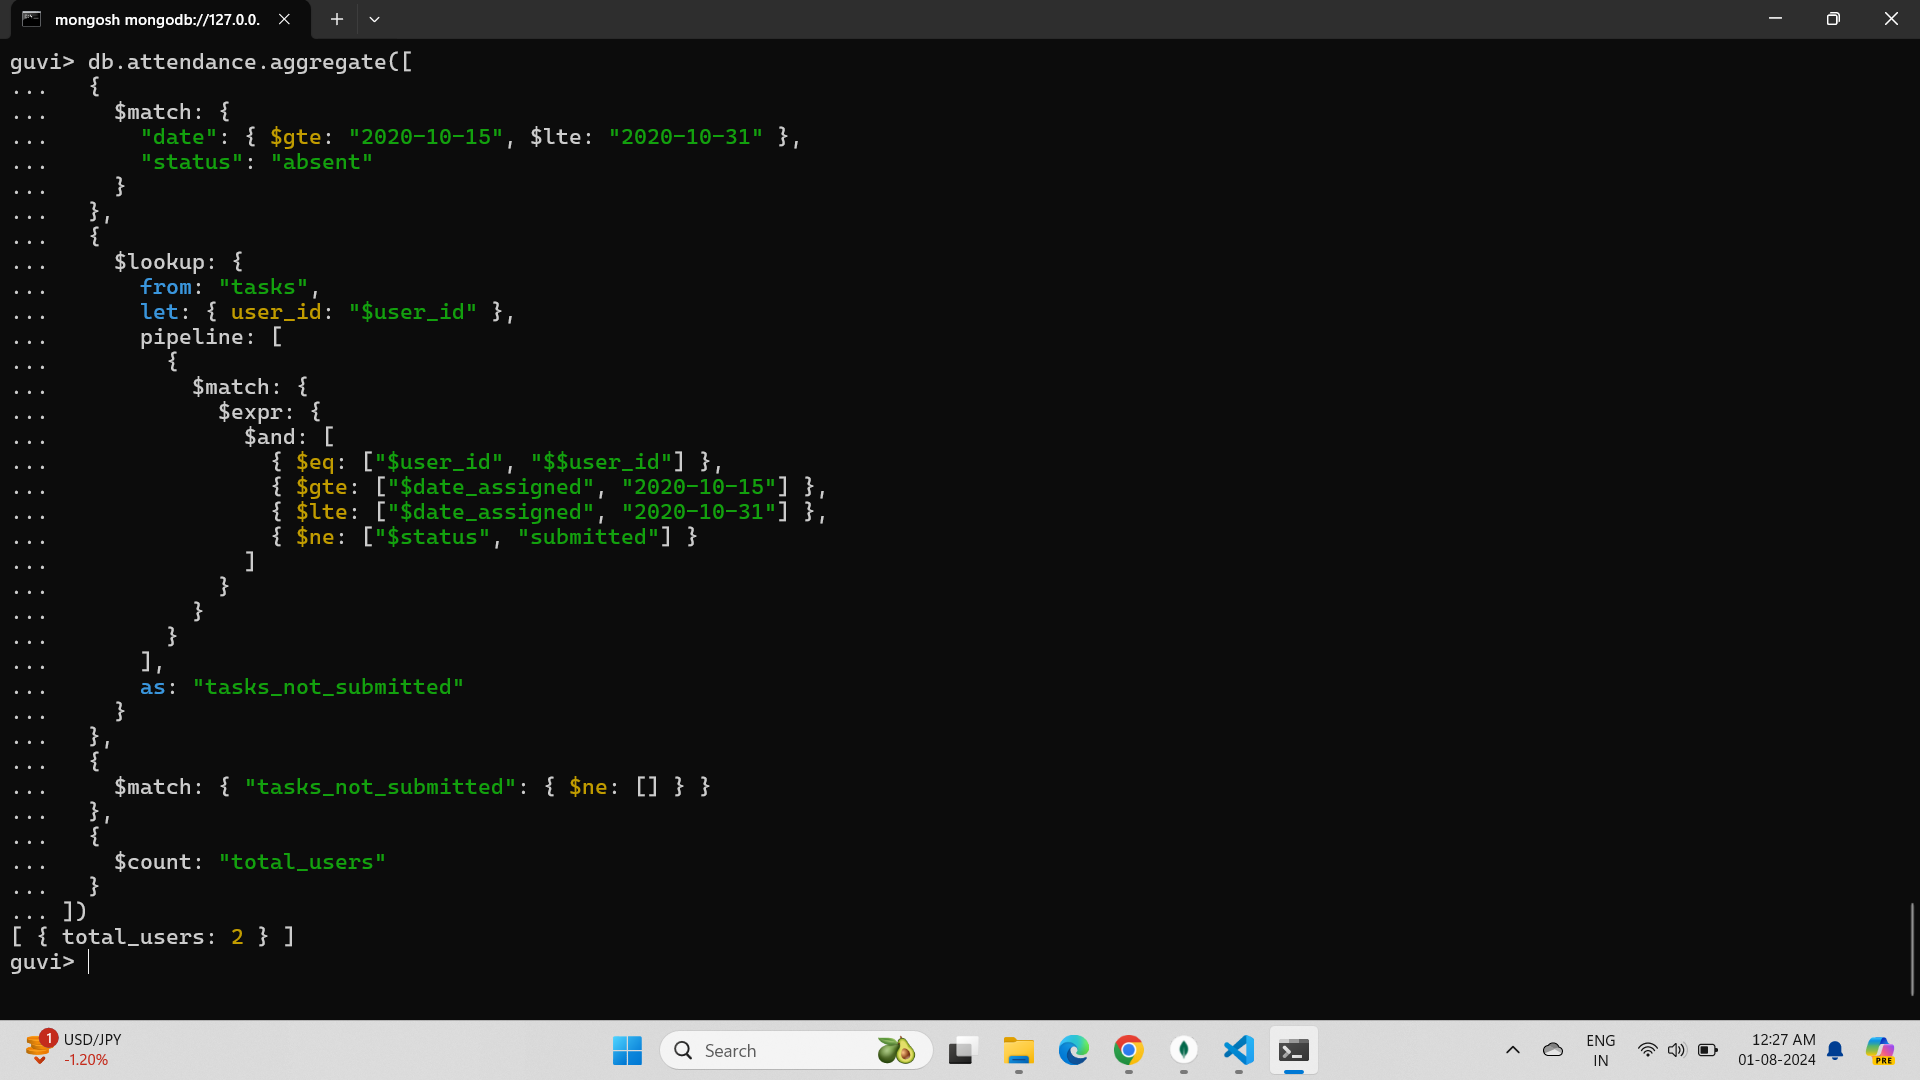 mongosh mongodb://127.0.0.
guvi> db.attendance.aggregate([
...   {
...     $match: {
...       "date": { $gte: "2020-10-15", $lte: "2020-10-31" },
...       "status": "absent"
...     }
...   },
...   {
...     $lookup: {
...       from: "tasks",
...       let: { user_id: "$user_id" },
...       pipeline: [
...         {
...           $match: {
...             $expr: {
...               $and: [
...                 { $eq: ["$user_id", "$$user_id"] },
...                 { $gte: ["$date_assigned", "2020-10-15"] },
...                 { $lte: ["$date_assigned", "2020-10-31"] },
...                 { $ne: ["$status", "submitted"] }
...               ]
...             }
...           }
...         }
...       ],
...       as: "tasks_not_submitted"
...     }
...   },
...   {
...     $match: { "tasks_not_submitted": { $ne: [] } }
...   },
...   {
...     $count: "total_users"
...   }
... ])
[ { total_users: 2 } ]
guvi>
1
USD/JPY
-1.20%
Search
ENG
IN
12:27 AM
01-08-2024
PRE